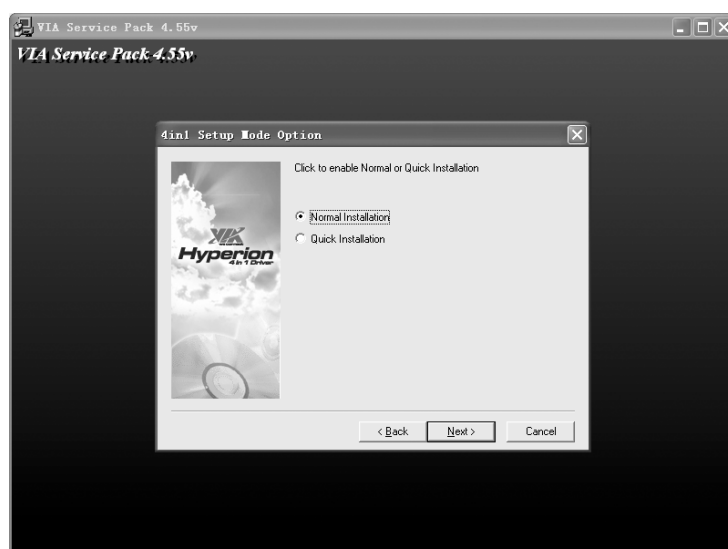 VIA Service Pack 4.55v
VIA Service Pack 4.55v
4in1 Setup Mode Option
Click to enable Normal or Quick Installation
Normal Installation
Quick Installation
VIA
Hyperion
4 in 1 Driver
< Back
Next >
Cancel